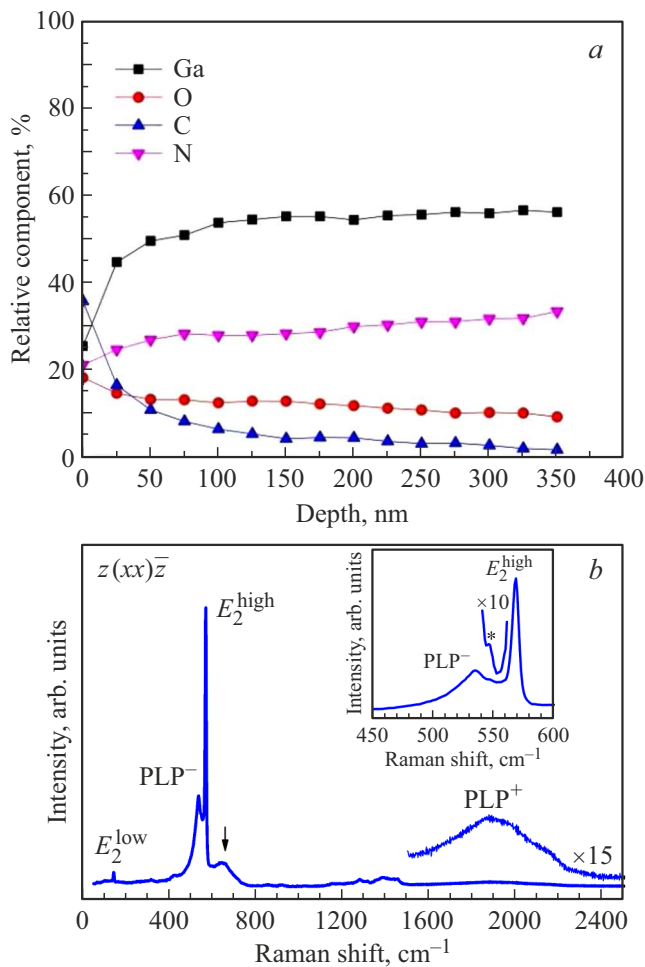 100
80
60
40
20
0
Relative component, %
a
Ga
O
C
N
0 50 100 150 200 250 300 350 400
Depth, nm
z(xx)z̅
b
E₂ʰⁱᵍʰ
PLP⁻
E₂ˡᵒʷ
PLP⁺
×15
Intensity, arb. units
0 400 800 1200 1600 2000 2400
Raman shift, cm⁻¹
E₂ʰⁱᵍʰ
×10
*
PLP⁻
Intensity, arb. units
450 500 550 600
Raman shift, cm⁻¹